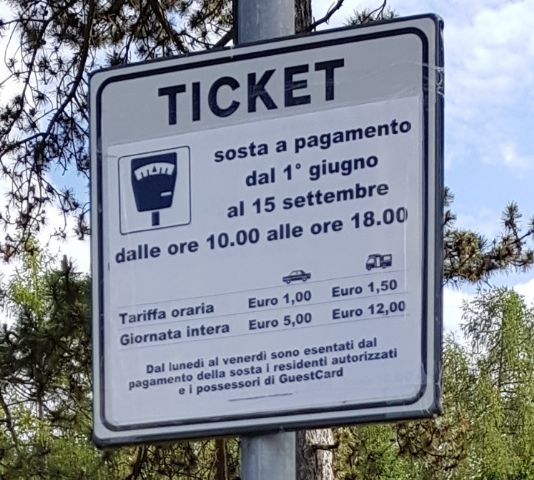 TICKET
sosta a pagamento
dal 1° giugno
al 15 settembre
dalle ore 10.00 alle ore 18.00
Tariffa oraria Euro 1,00 Euro 1,50
Giornata intera Euro 5,00 Euro 12,00
Dal lunedì al venerdì sono esentati dal
pagamento della sosta i residenti autorizzati
e i possessori di GuestCard